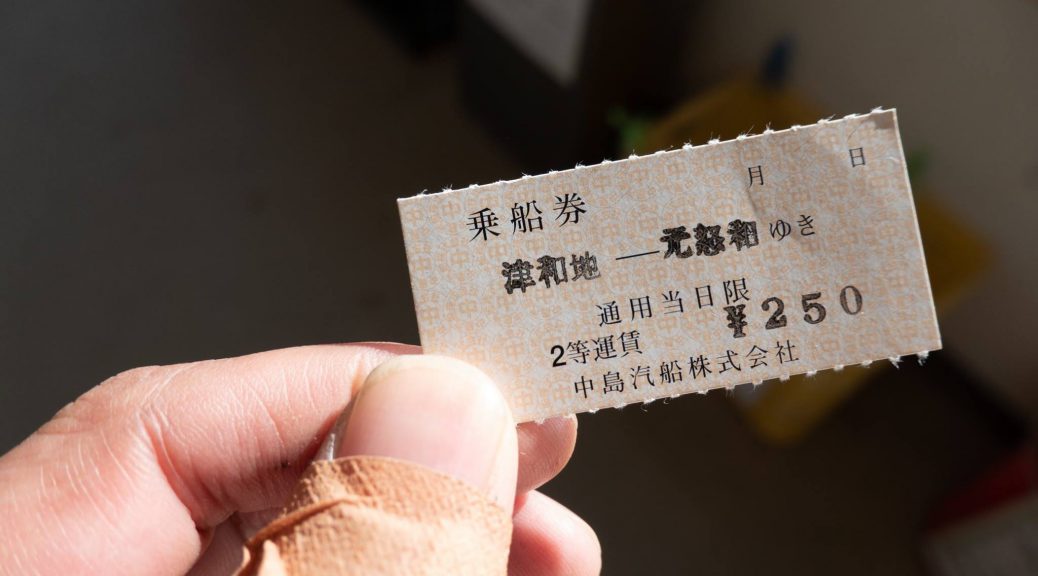 月 日
乗船券
津和地 — 元怒和 ゆき
通用当日限
¥250
2等運賃
中島汽船株式会社